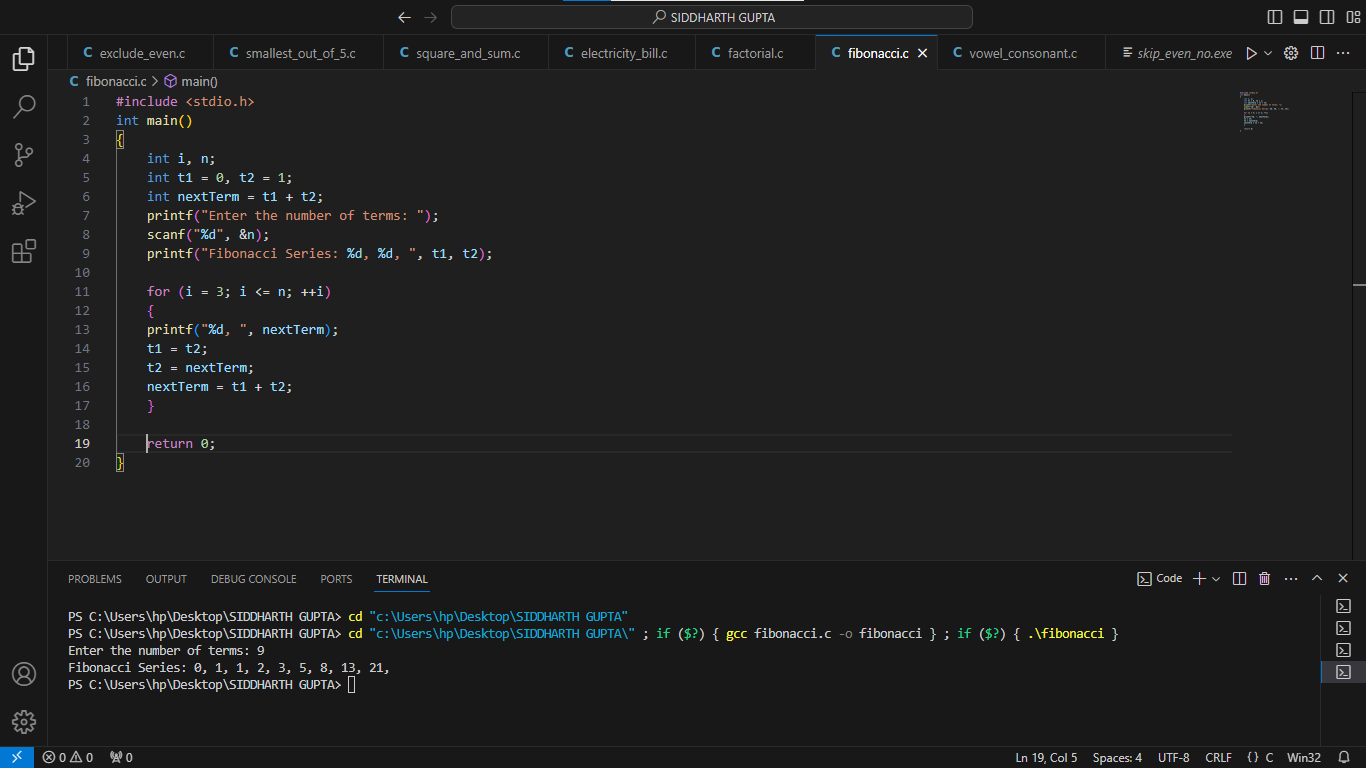 SIDDHARTH GUPTA
C exclude_even.c C smallest_out_of_5.c C square_and_sum.c C electricity_bill.c C factorial.c C fibonacci.c C vowel_consonant.c skip_even_no.exe
C fibonacci.c > main()
1 #include <stdio.h>
2 int main()
3 {
4 int i, n;
5 int t1 = 0, t2 = 1;
6 int nextTerm = t1 + t2;
7 printf("Enter the number of terms: ");
8 scanf("%d", &n);
9 printf("Fibonacci Series: %d, %d, ", t1, t2);
10
11 for (i = 3; i <= n; ++i)
12 {
13 printf("%d, ", nextTerm);
14 t1 = t2;
15 t2 = nextTerm;
16 nextTerm = t1 + t2;
17 }
18
19 return 0;
20 }
PROBLEMS OUTPUT DEBUG CONSOLE PORTS TERMINAL Code
PS C:\Users\hp\Desktop\SIDDHARTH GUPTA> cd "c:\Users\hp\Desktop\SIDDHARTH GUPTA"
PS C:\Users\hp\Desktop\SIDDHARTH GUPTA> cd "c:\Users\hp\Desktop\SIDDHARTH GUPTA\" ; if ($?) { gcc fibonacci.c -o fibonacci } ; if ($?) { .\fibonacci }
Enter the number of terms: 9
Fibonacci Series: 0, 1, 1, 2, 3, 5, 8, 13, 21,
PS C:\Users\hp\Desktop\SIDDHARTH GUPTA>
0 0 0 Ln 19, Col 5 Spaces: 4 UTF-8 CRLF {} C Win32